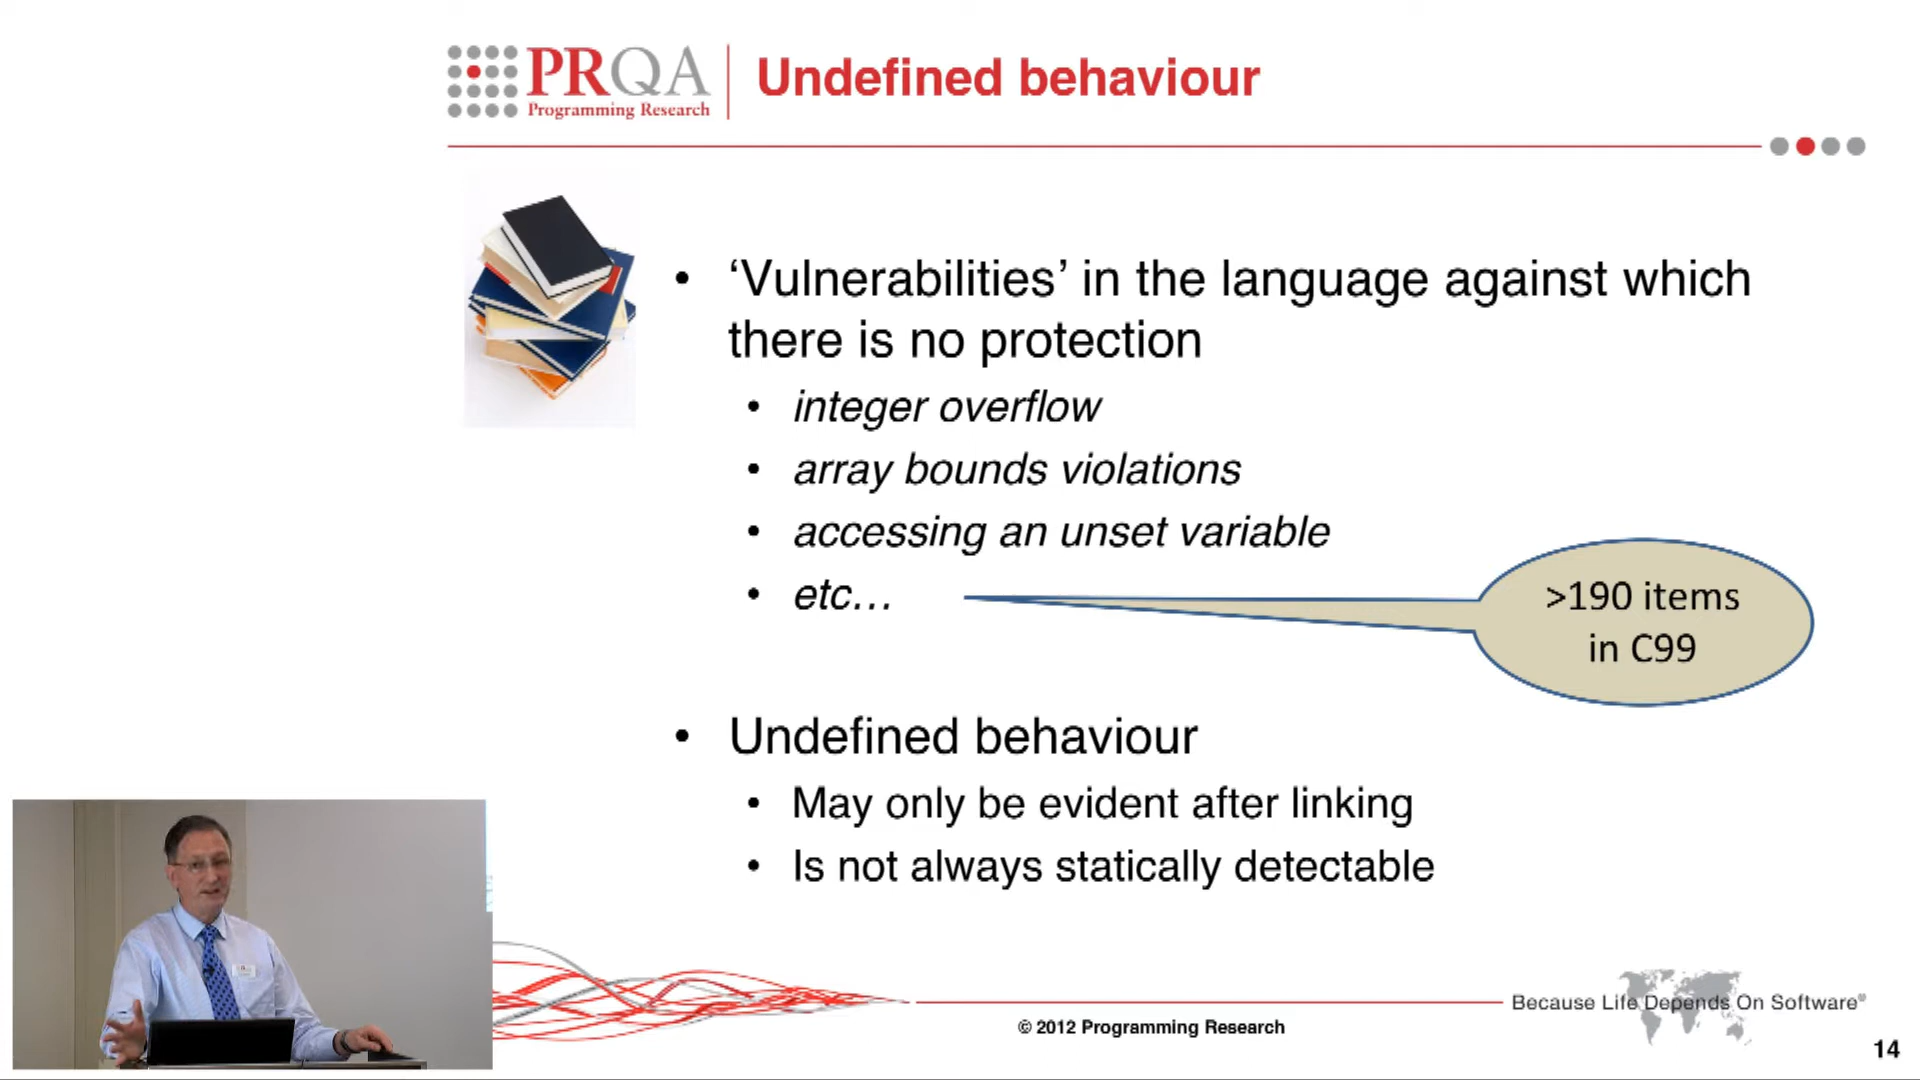 PRQA
Programming Research
Undefined behaviour
• ‘Vulnerabilities’ in the language against which
there is no protection
• integer overflow
• array bounds violations
• accessing an unset variable
• etc…
>190 items
in C99
• Undefined behaviour
• May only be evident after linking
• Is not always statically detectable
Because Life Depends On Software®
© 2012 Programming Research
14